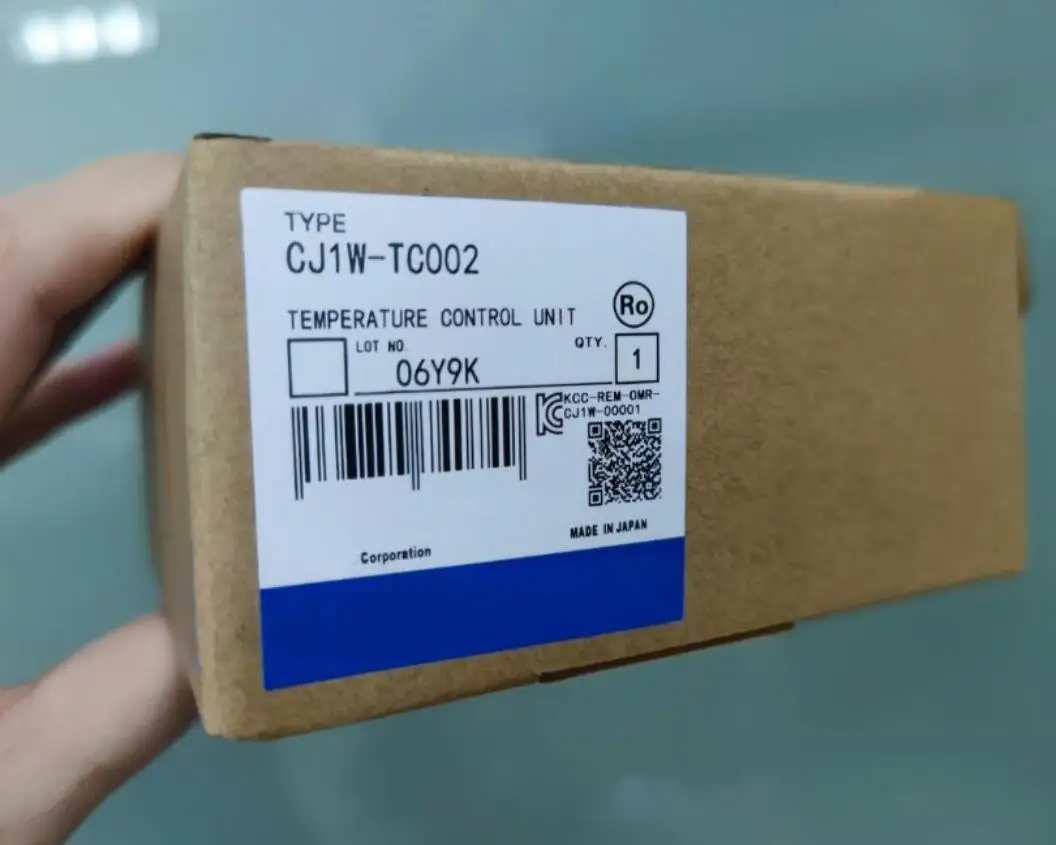 TYPE
CJ1W-TC002
TEMPERATURE CONTROL UNIT
Ro
LOT NO.
06Y9K
QTY.
1
KC
KCC-REM-OMR-
CJ1W-00001
MADE IN JAPAN
Corporation